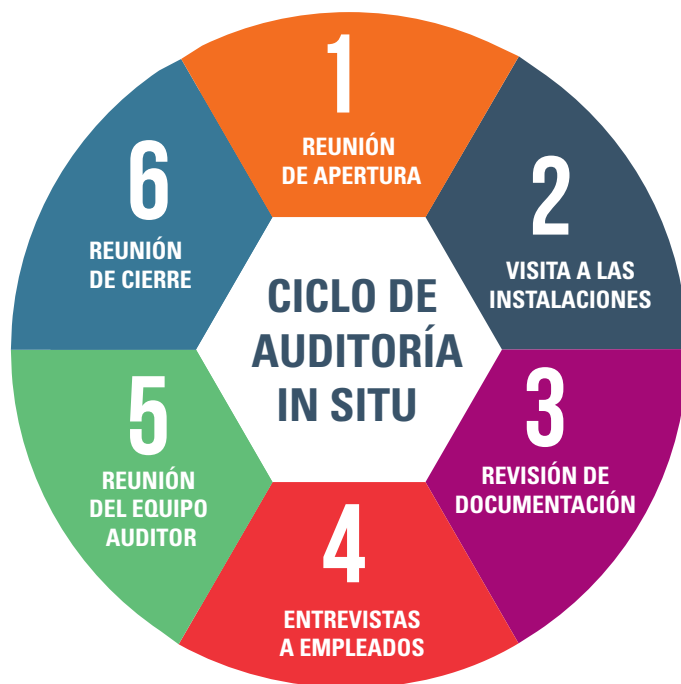 CICLO DE
AUDITORÍA
IN SITU
1
REUNIÓN
DE APERTURA
2
VISITA A LAS
INSTALACIONES
3
REVISIÓN DE
DOCUMENTACIÓN
4
ENTREVISTAS
A EMPLEADOS
5
REUNIÓN
DEL EQUIPO
AUDITOR
6
REUNIÓN
DE CIERRE